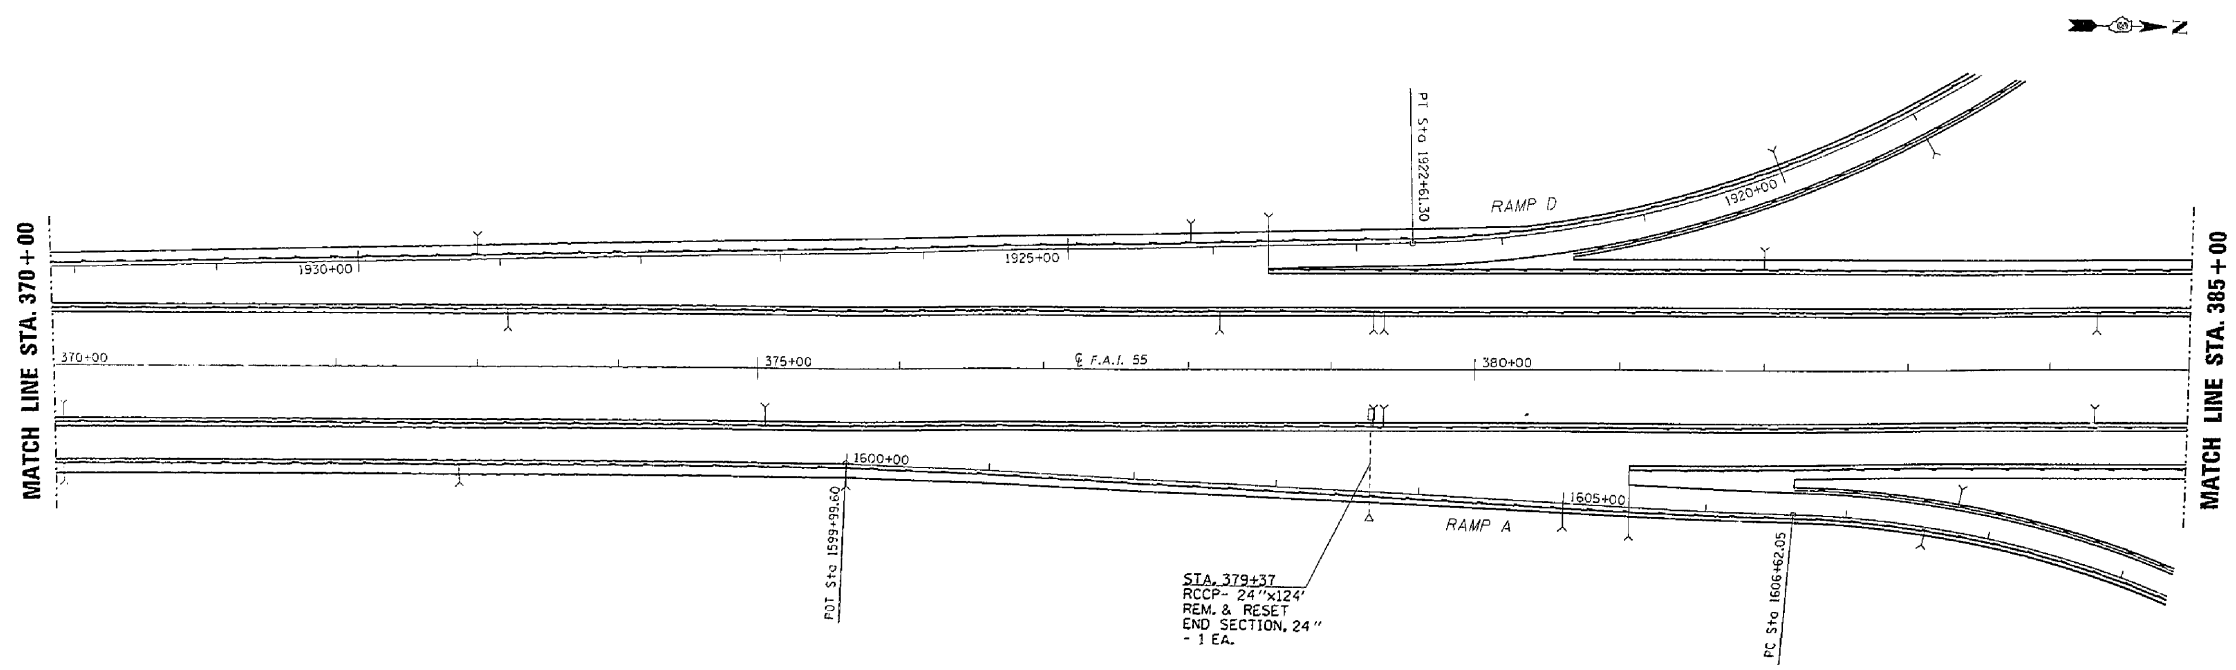 N
MATCH LINE STA. 370+00
MATCH LINE STA. 385+00
PT Sta 1922+61.30
RAMP D
1920+00
1930+00
1925+00
370+00
375+00
℄ F.A.I. 55
380+00
1600+00
1605+00
RAMP A
POT Sta 1599+99.60
PC Sta 1606+62.05
STA. 379+37
RCCP- 24"x124'
REM. & RESET
END SECTION, 24"
- 1 EA.